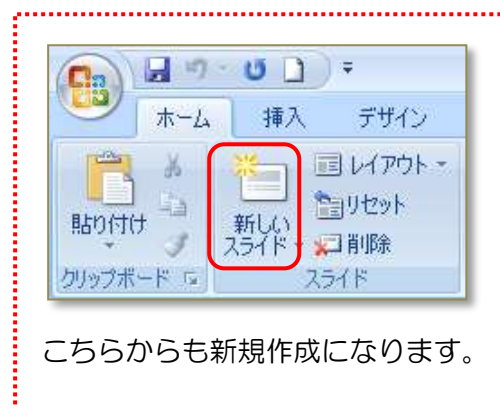 ホーム 挿入 デザイン
貼り付け
新しい
スライド
レイアウト
リセット
削除
クリップボード スライド
こちらからも新規作成になります。